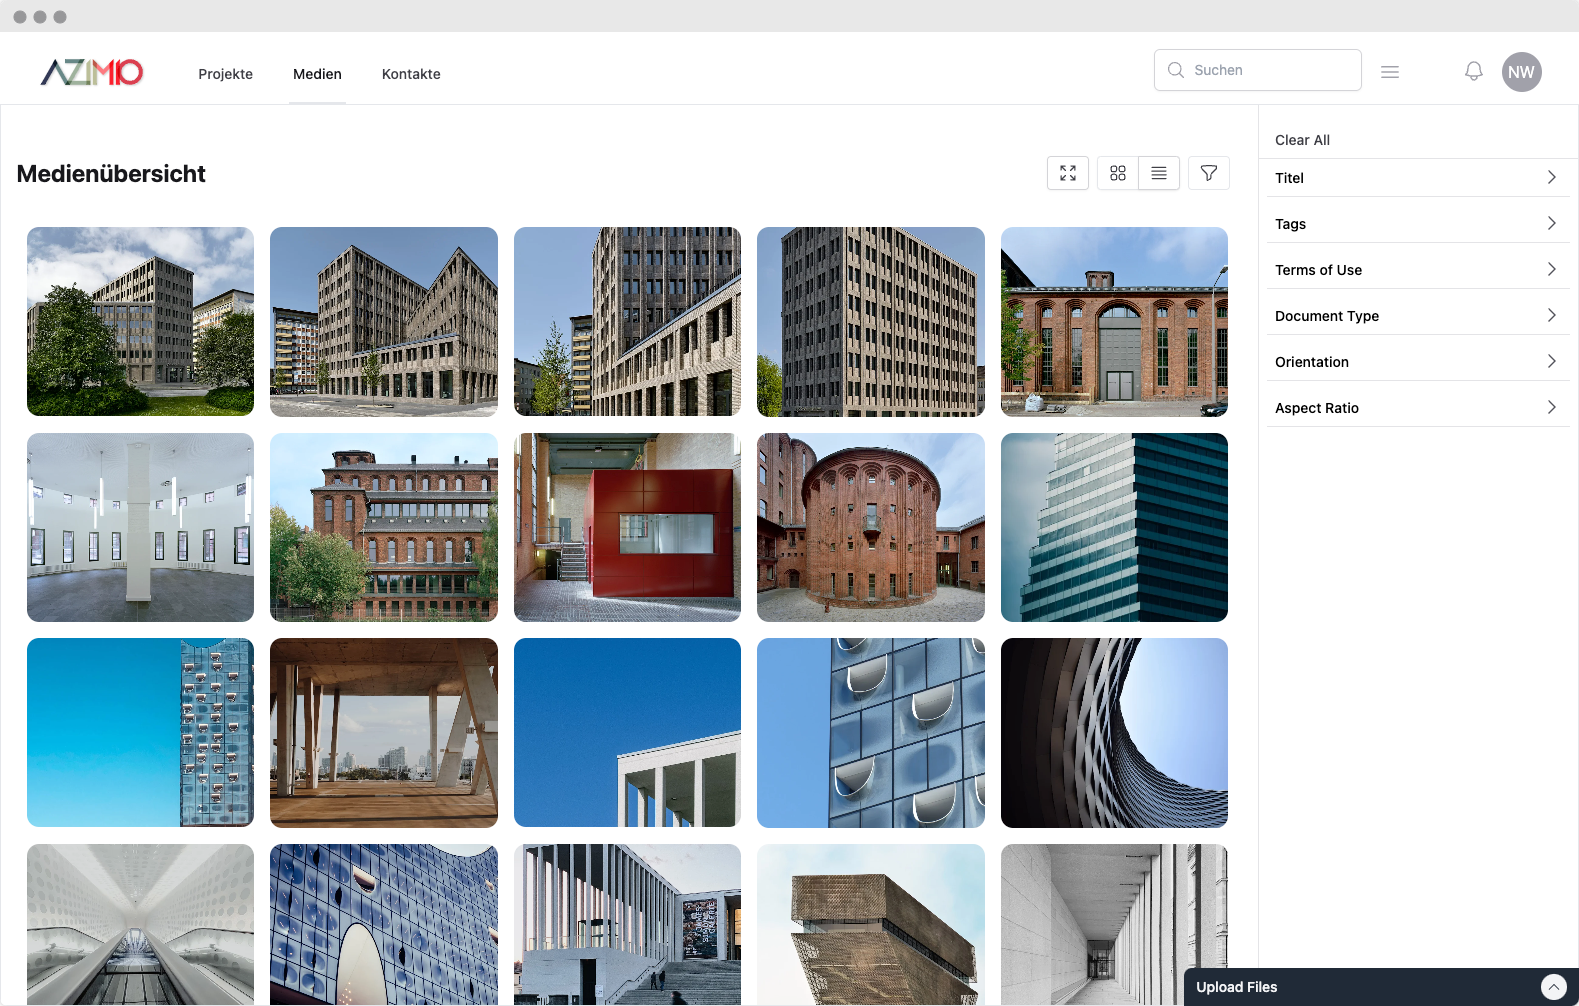 AZIMIO
Projekte
Medien
Kontakte
Suchen
NW
Medienübersicht
Clear All
Titel
Tags
Terms of Use
Document Type
Orientation
Aspect Ratio
Upload Files